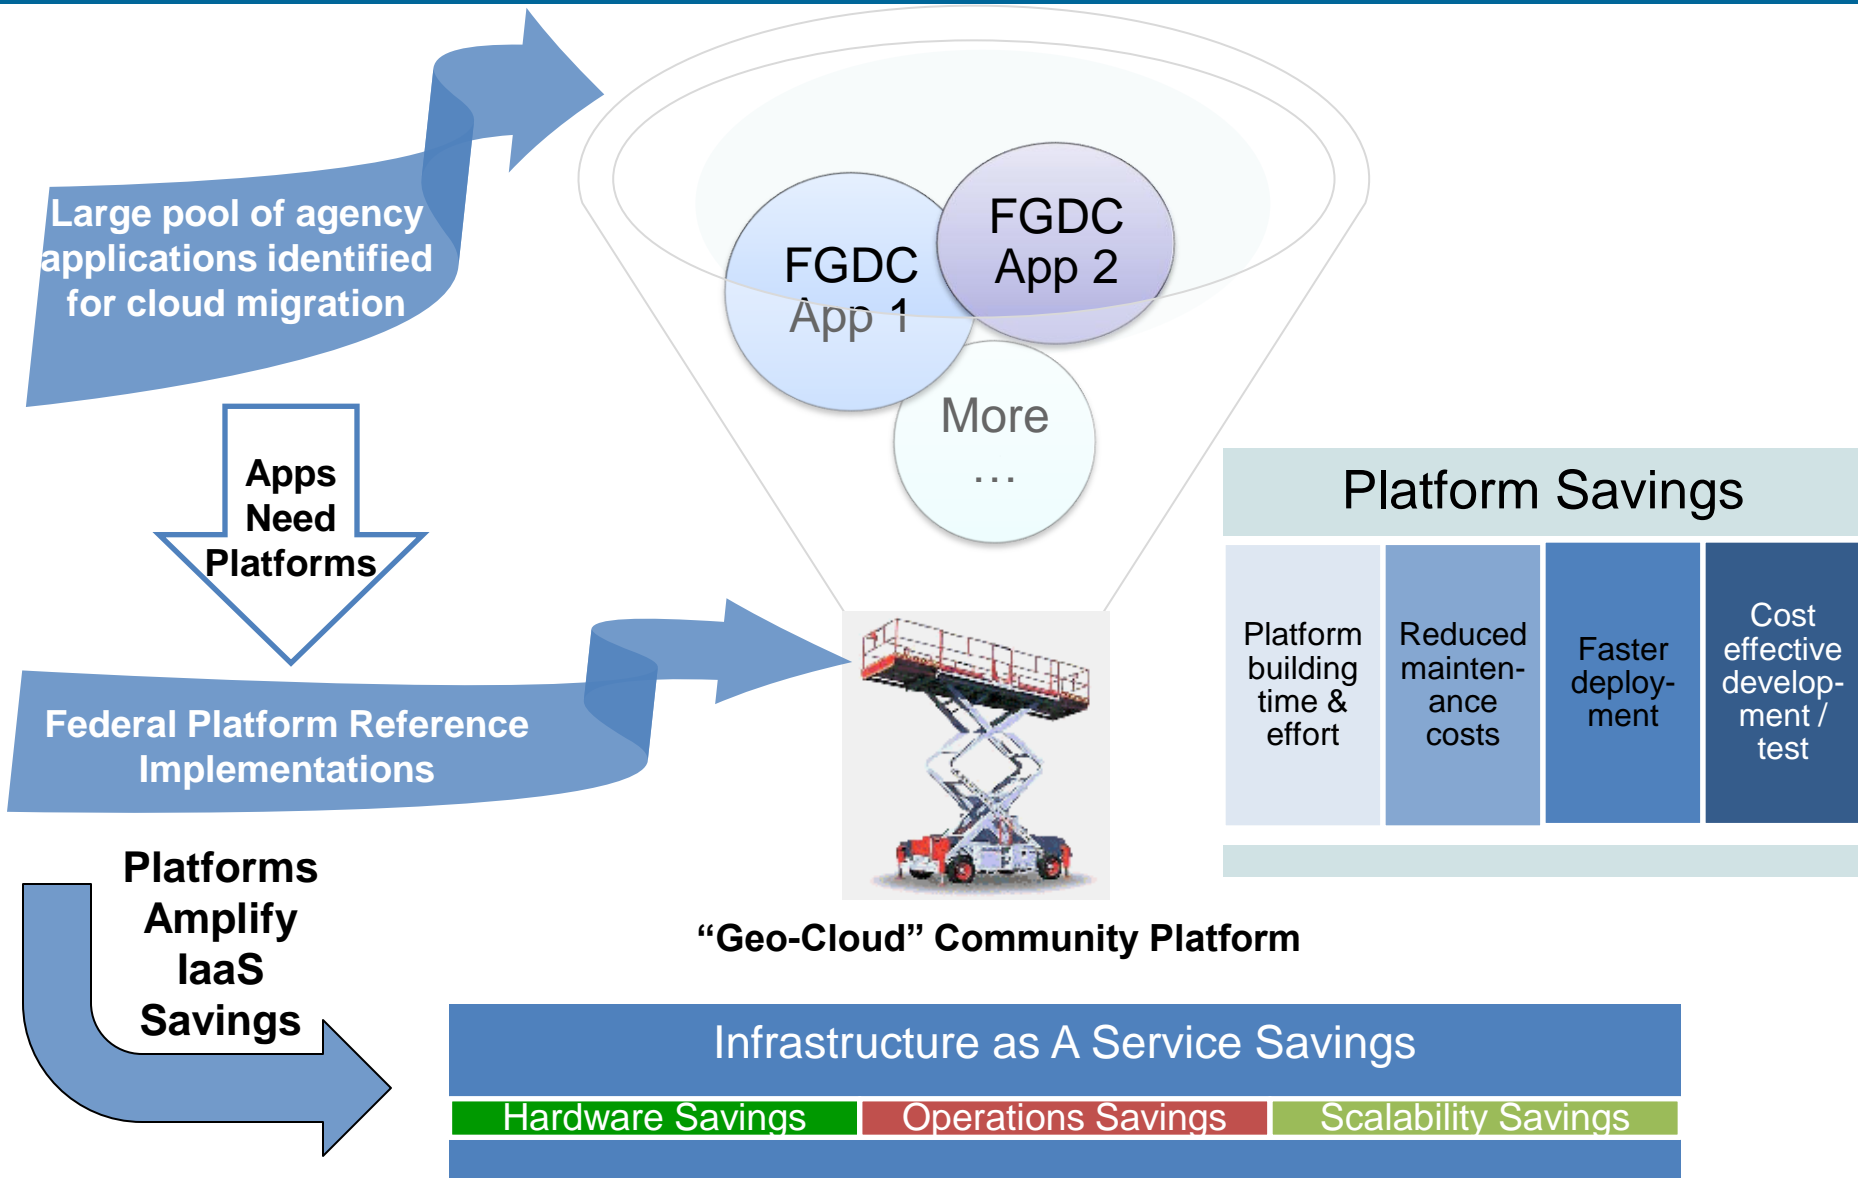 Large pool of agency
applications identified
for cloud migration
FGDC
App 1
FGDC
App 2
More
…
Apps
Need
Platforms
Federal Platform Reference
Implementations
Platform Savings
Platform
building
time &
effort
Reduced
mainten-
ance
costs
Faster
deploy-
ment
Cost
effective
develop-
ment /
test
Platforms
Amplify
IaaS
Savings
“Geo-Cloud” Community Platform
Infrastructure as A Service Savings
Hardware Savings
Operations Savings
Scalability Savings